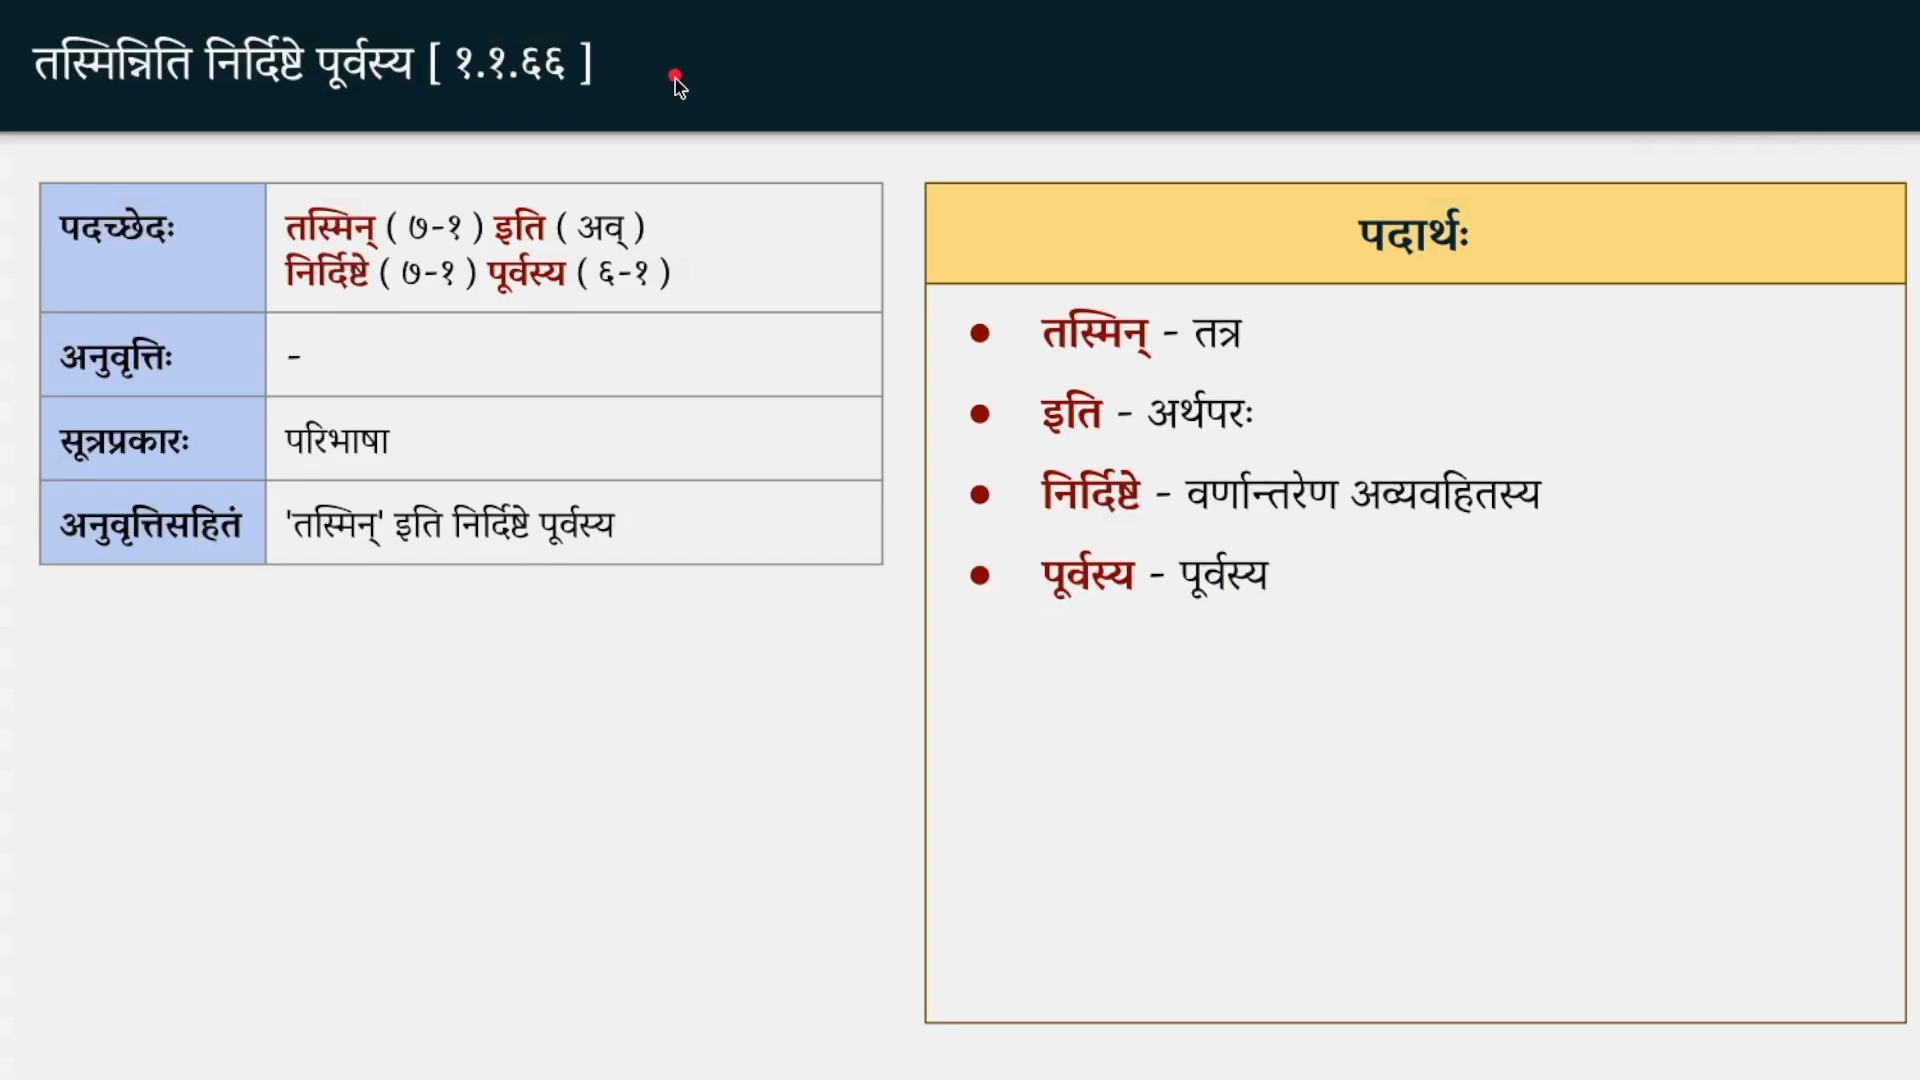 तस्मिन्निति निर्दिष्टे पूर्वस्य [ १.१.६६ ]
पदच्छेदः
तस्मिन् ( ७-१ ) इति ( अव् )
निर्दिष्टे ( ७-१ ) पूर्वस्य ( ६-१ )
अनुवृत्तिः
-
सूत्रप्रकारः
परिभाषा
अनुवृत्तिसहितं
'तस्मिन्' इति निर्दिष्टे पूर्वस्य
पदार्थः
● तस्मिन् - तत्र
● इति - अर्थपरः
● निर्दिष्टे - वर्णान्तरेण अव्यवहितस्य
● पूर्वस्य - पूर्वस्य